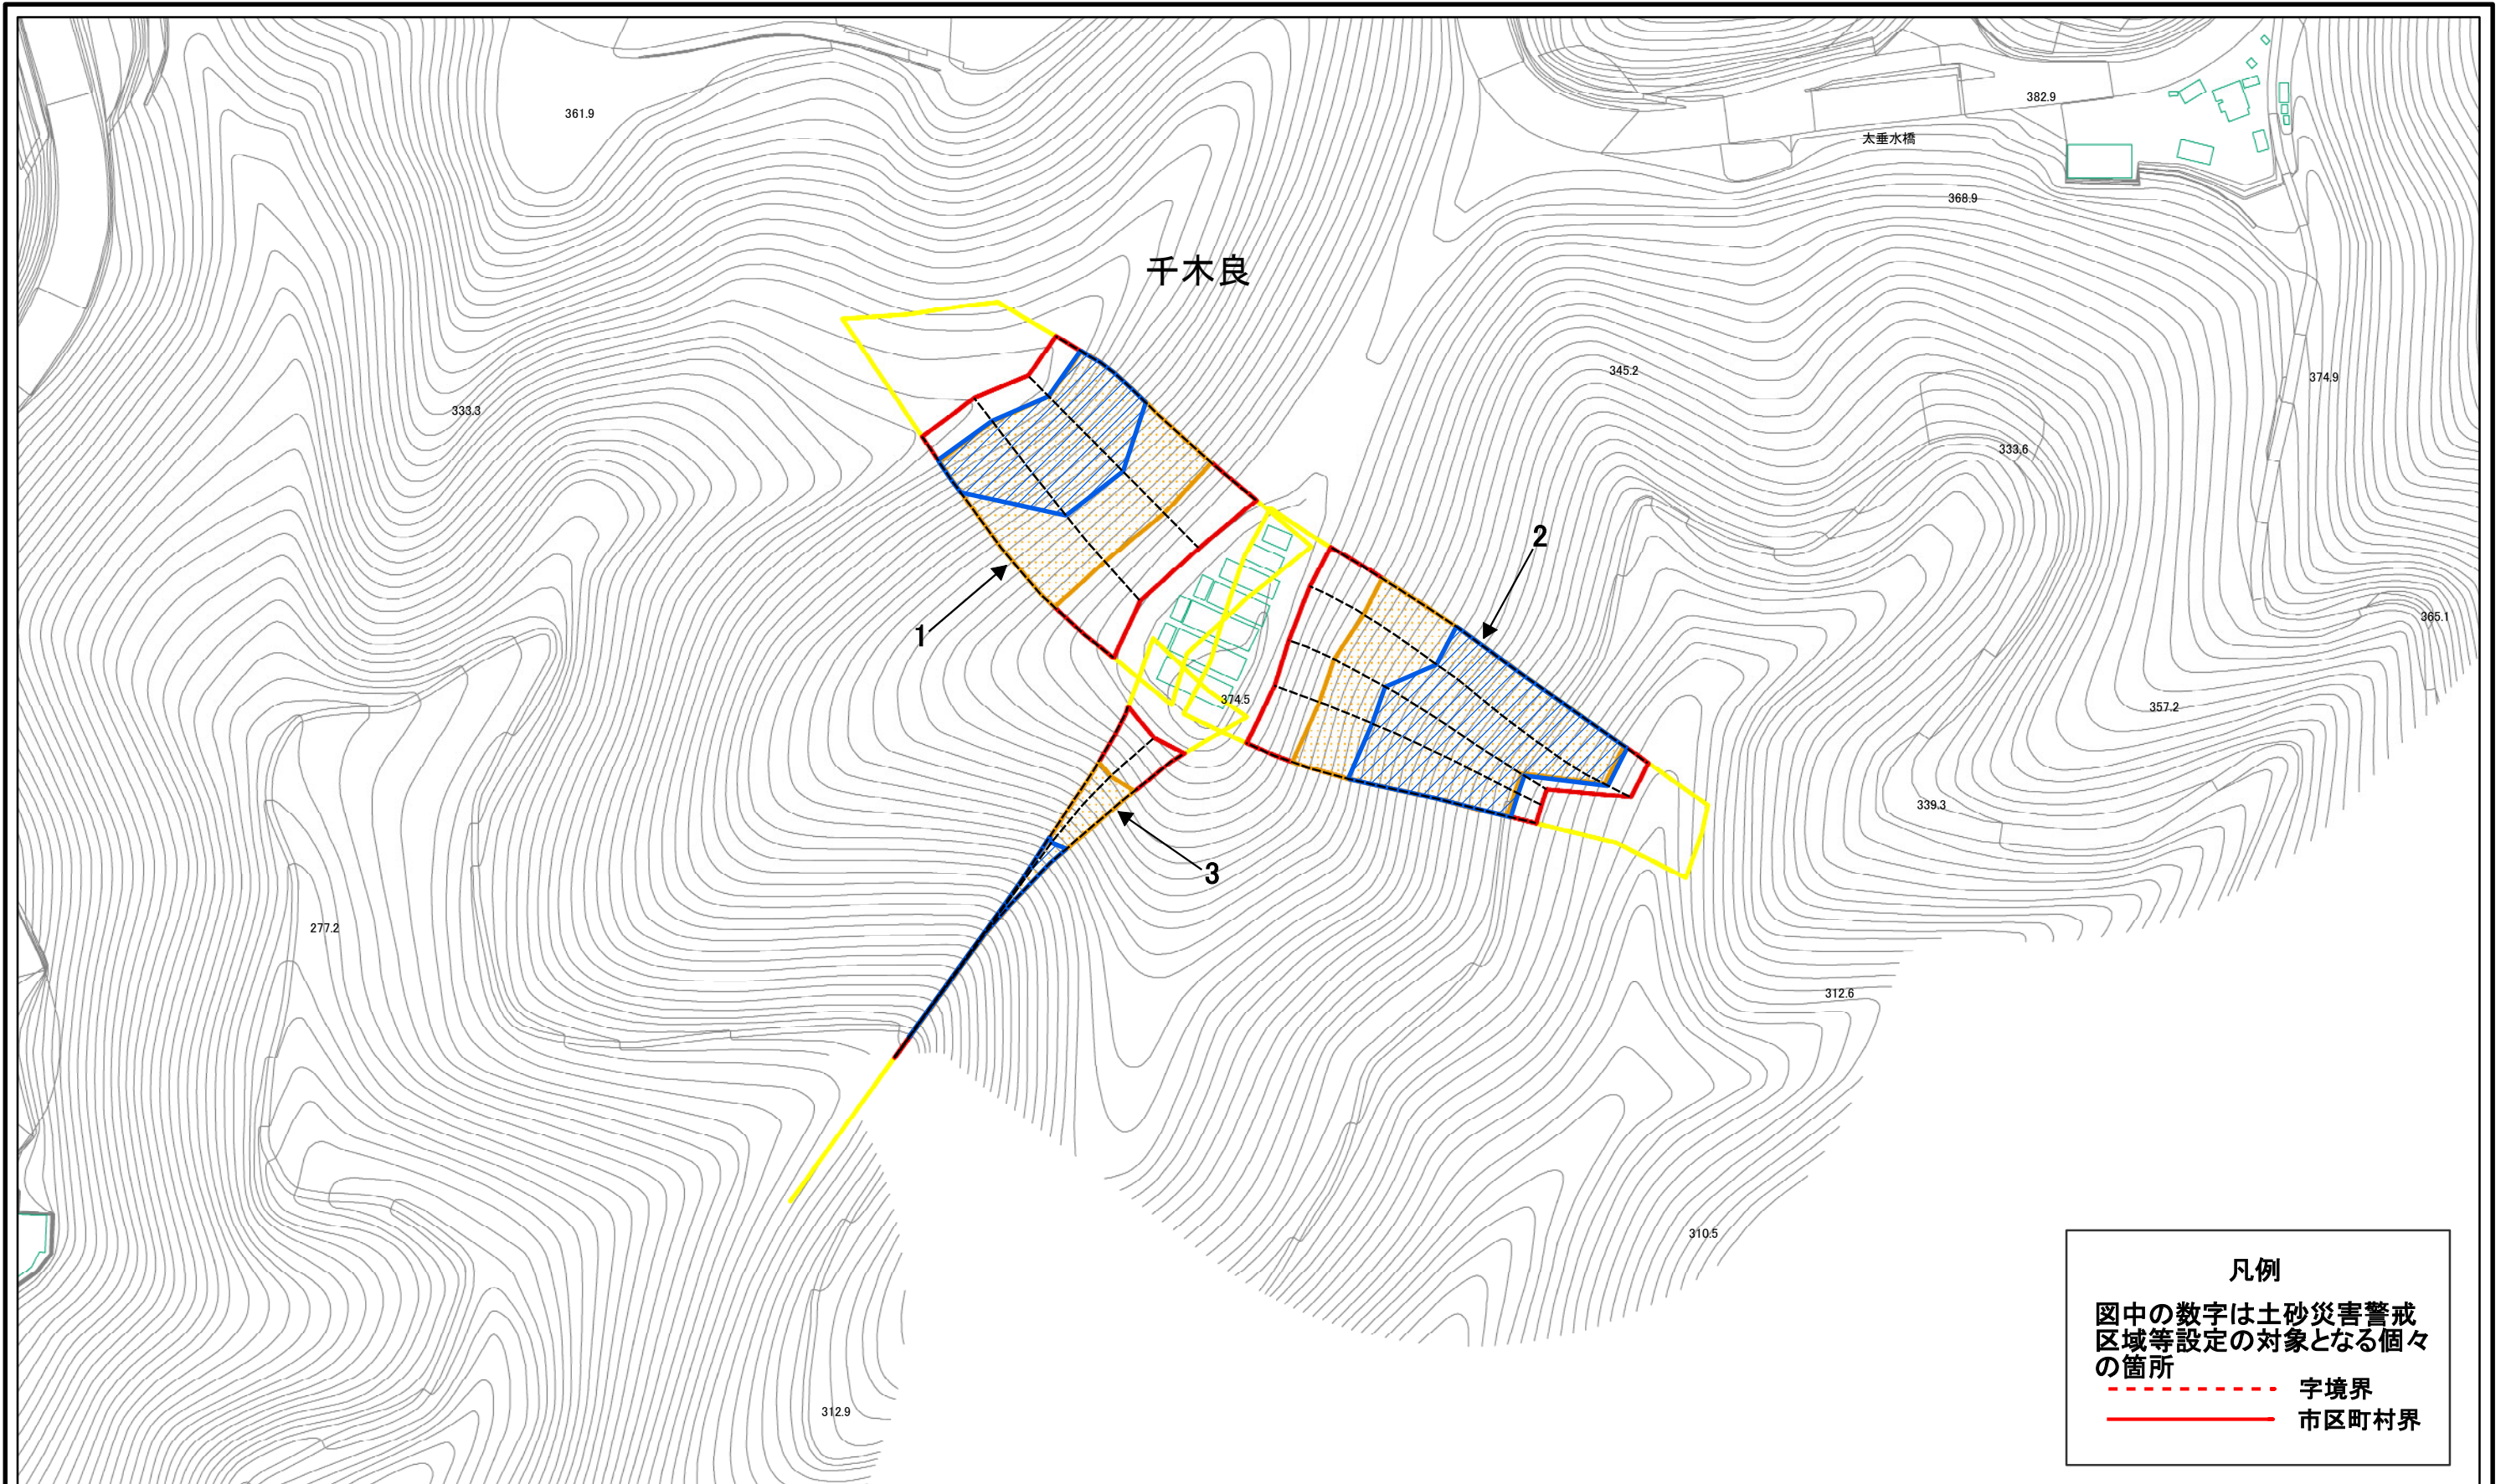 361.9
382.9
大垂水橋
368.9
千木良
345.2
374.9
333.3
333.6
2
365.1
1
374.5
357.2
339.3
3
277.2
312.6
310.5
凡例
図中の数字は土砂災害警戒
区域等設定の対象となる個々
の箇所
字境界
市区町村界
312.9